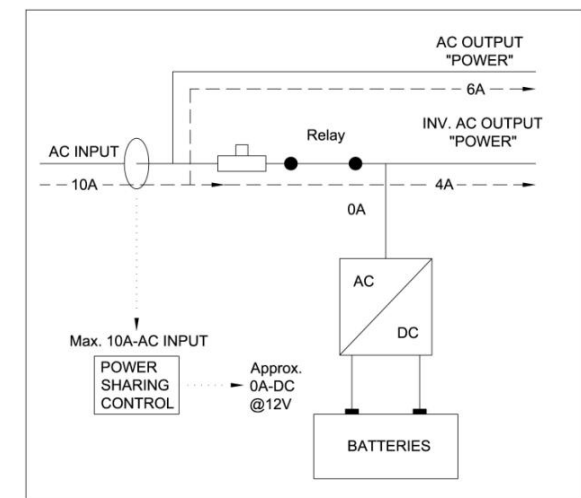 AC OUTPUT
"POWER"
6A
INV. AC OUTPUT
"POWER"
Relay
AC INPUT
10A
4A
0A
AC
DC
Max. 10A-AC INPUT
POWER
SHARING
CONTROL
Approx.
0A-DC
@12V
BATTERIES